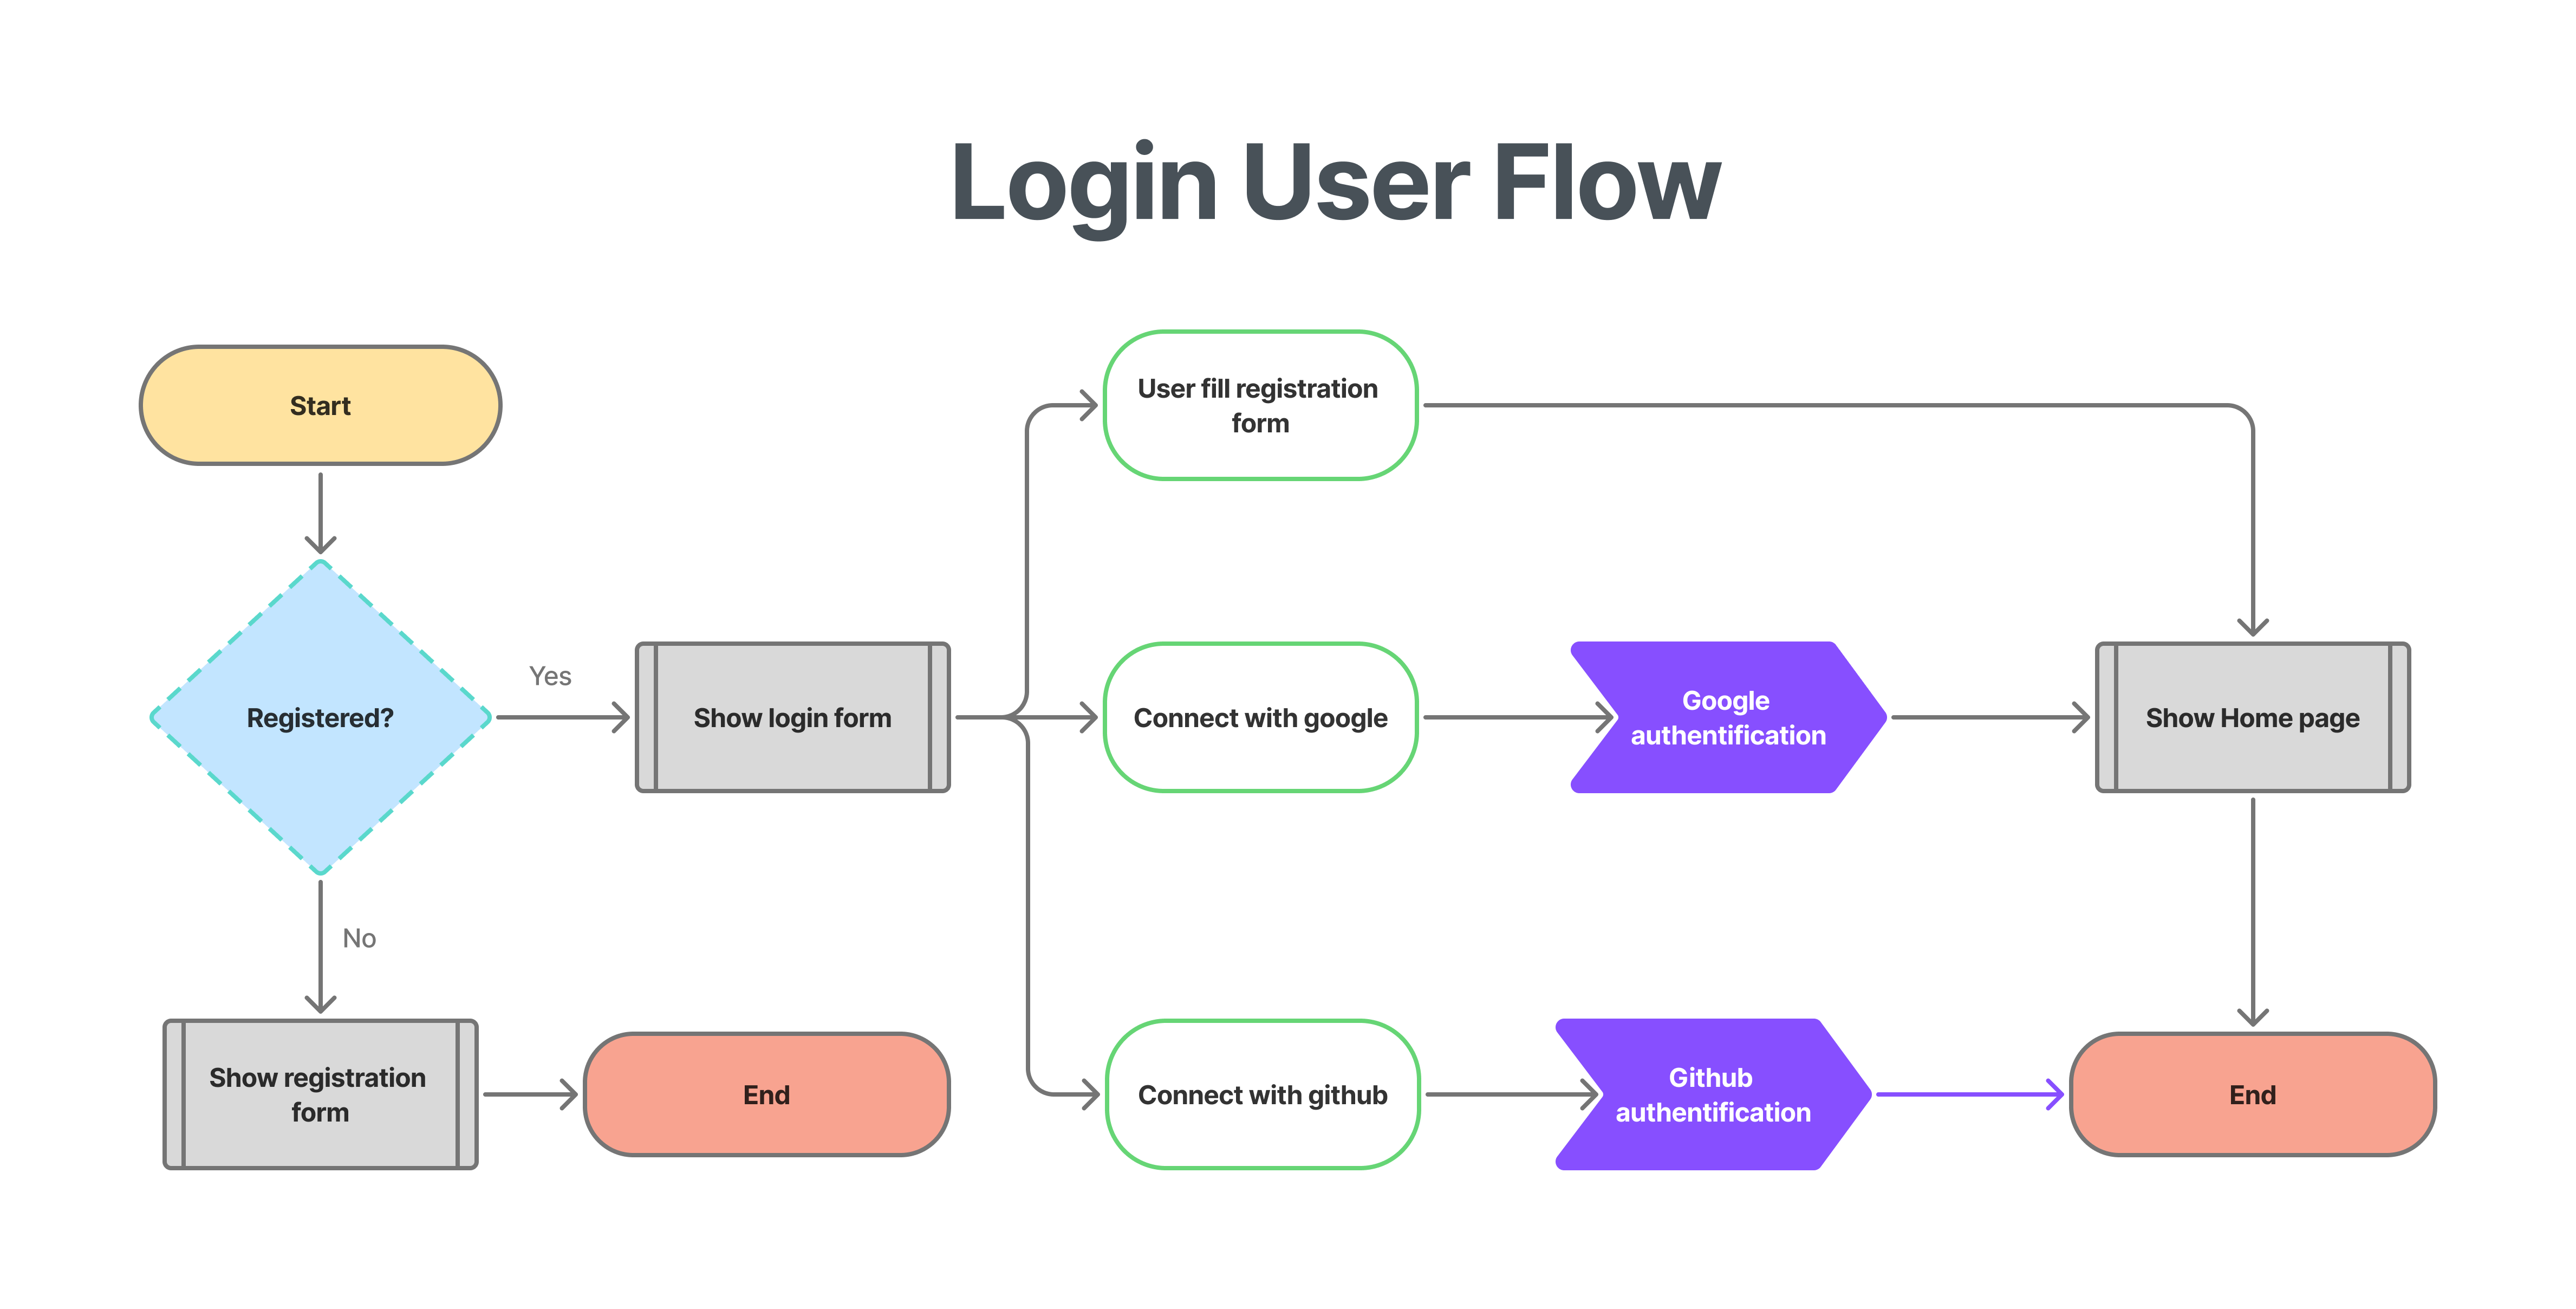 Login User Flow
Start
User fill registration
form
Yes
Registered?
Show login form
Connect with google
Google
authentification
Show Home page
No
Show registration
form
End
Connect with github
Github
authentification
End